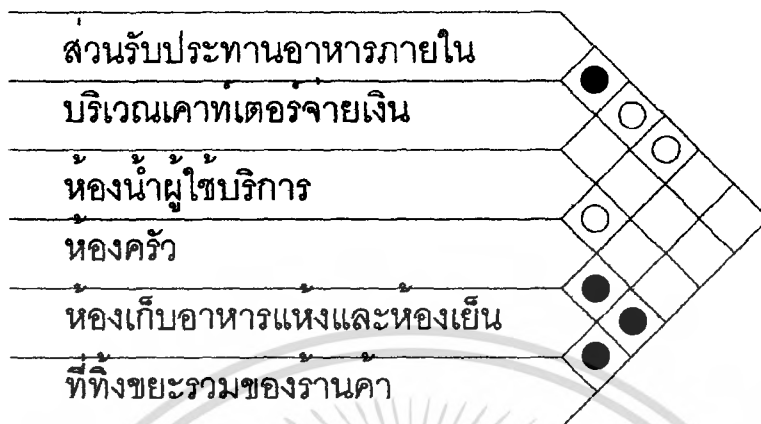 ส่วนรับประทานอาหารภายใน
บริเวณเคาท์เตอร์จ่ายเงิน
ห้องน้ำผู้ใช้บริการ
ห้องครัว
ห้องเก็บอาหารแห้งและห้องเย็น
ที่ทิ้งขยะรวมของร้านค้า